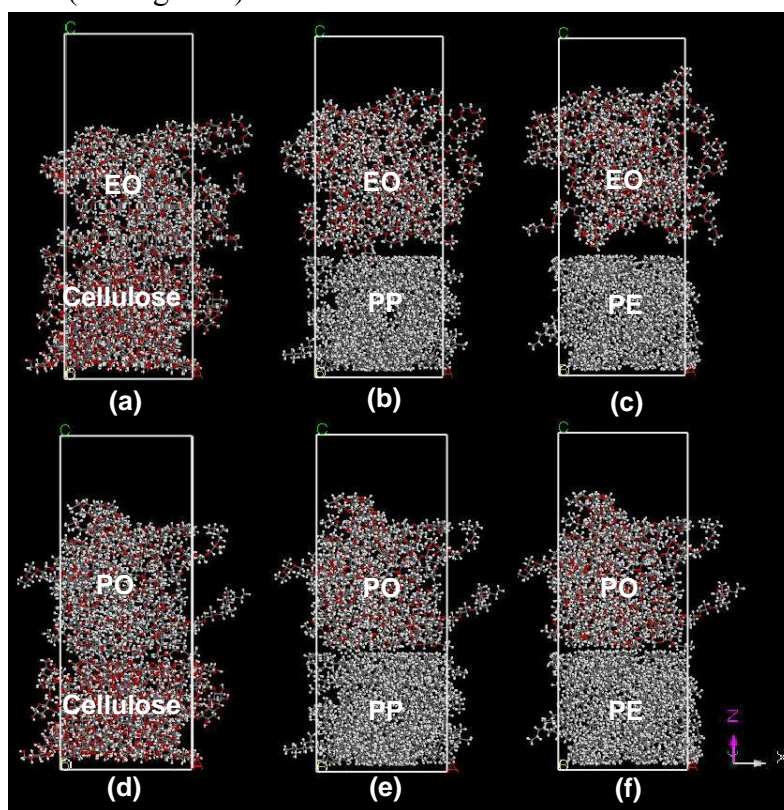 C C C
EO EO EO
Cellulose PP PE
A A A
(a) (b) (c)
C C C
PO PO PO
Cellulose PP PE
Z
A A A
(d) (e) (f)